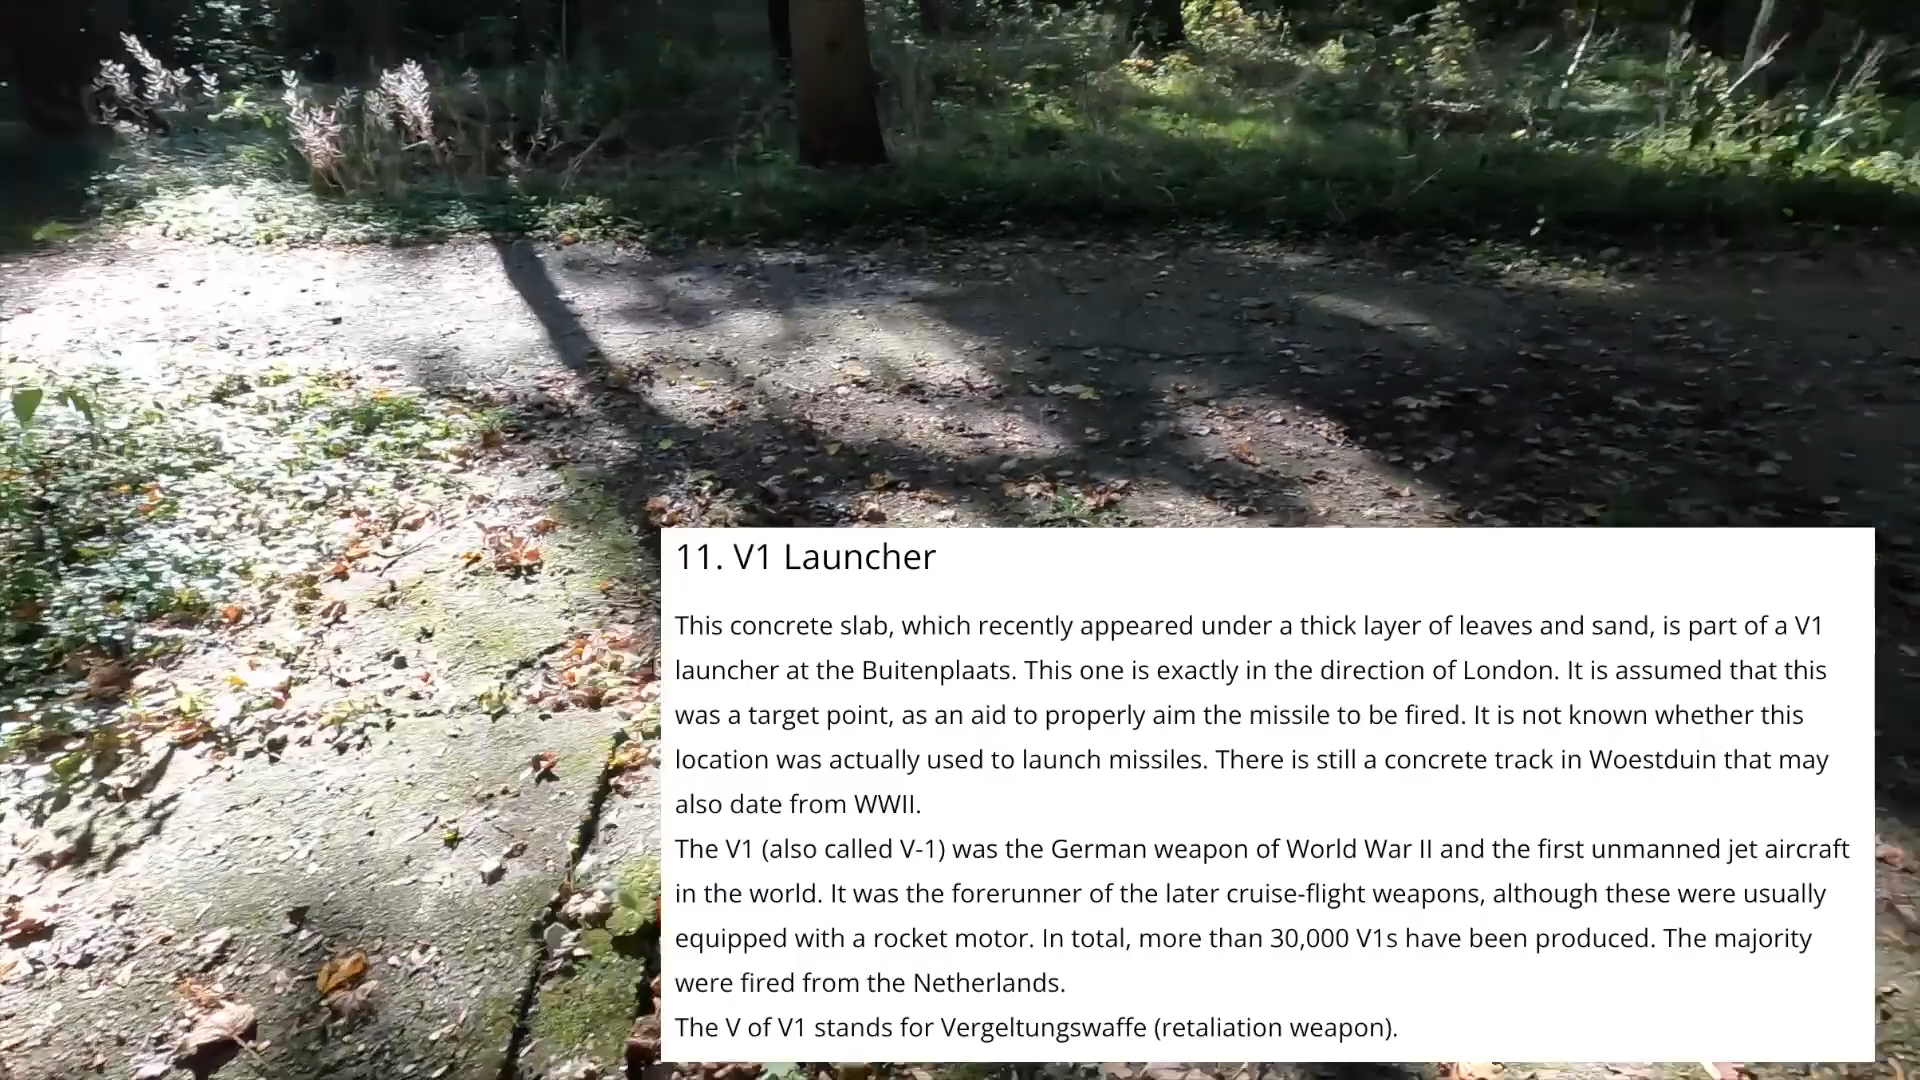 11. V1 Launcher
This concrete slab, which recently appeared under a thick layer of leaves and sand, is part of a V1
launcher at the Buitenplaats. This one is exactly in the direction of London. It is assumed that this
was a target point, as an aid to properly aim the missile to be fired. It is not known whether this
location was actually used to launch missiles. There is still a concrete track in Woestduin that may
also date from WWII.
The V1 (also called V-1) was the German weapon of World War II and the first unmanned jet aircraft
in the world. It was the forerunner of the later cruise-flight weapons, although these were usually
equipped with a rocket motor. In total, more than 30,000 V1s have been produced. The majority
were fired from the Netherlands.
The V of V1 stands for Vergeltungswaffe (retaliation weapon).